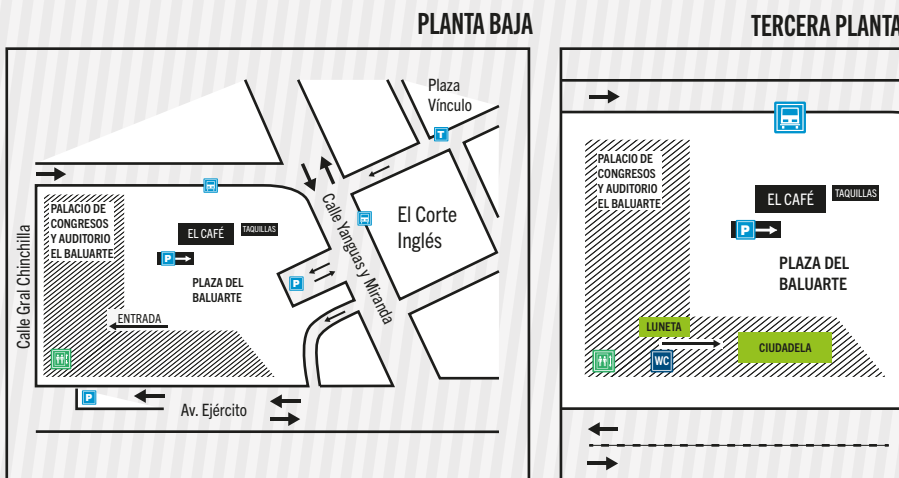 PLANTA BAJA
Plaza
Vínculo
T
Calle Gral Chinchilla
PALACIO DE
CONGRESOS
Y AUDITORIO
EL BALUARTE
EL CAFÉ
TAQUILLAS
P
PLAZA DEL
BALUARTE
ENTRADA
Calle Yanguas y Miranda
El Corte
Inglés
P
P
Av. Ejército
TERCERA PLANTA
PALACIO DE
CONGRESOS
Y AUDITORIO
EL BALUARTE
EL CAFÉ
TAQUILLAS
P
PLAZA DEL
BALUARTE
LUNETA
CIUDADELA
WC